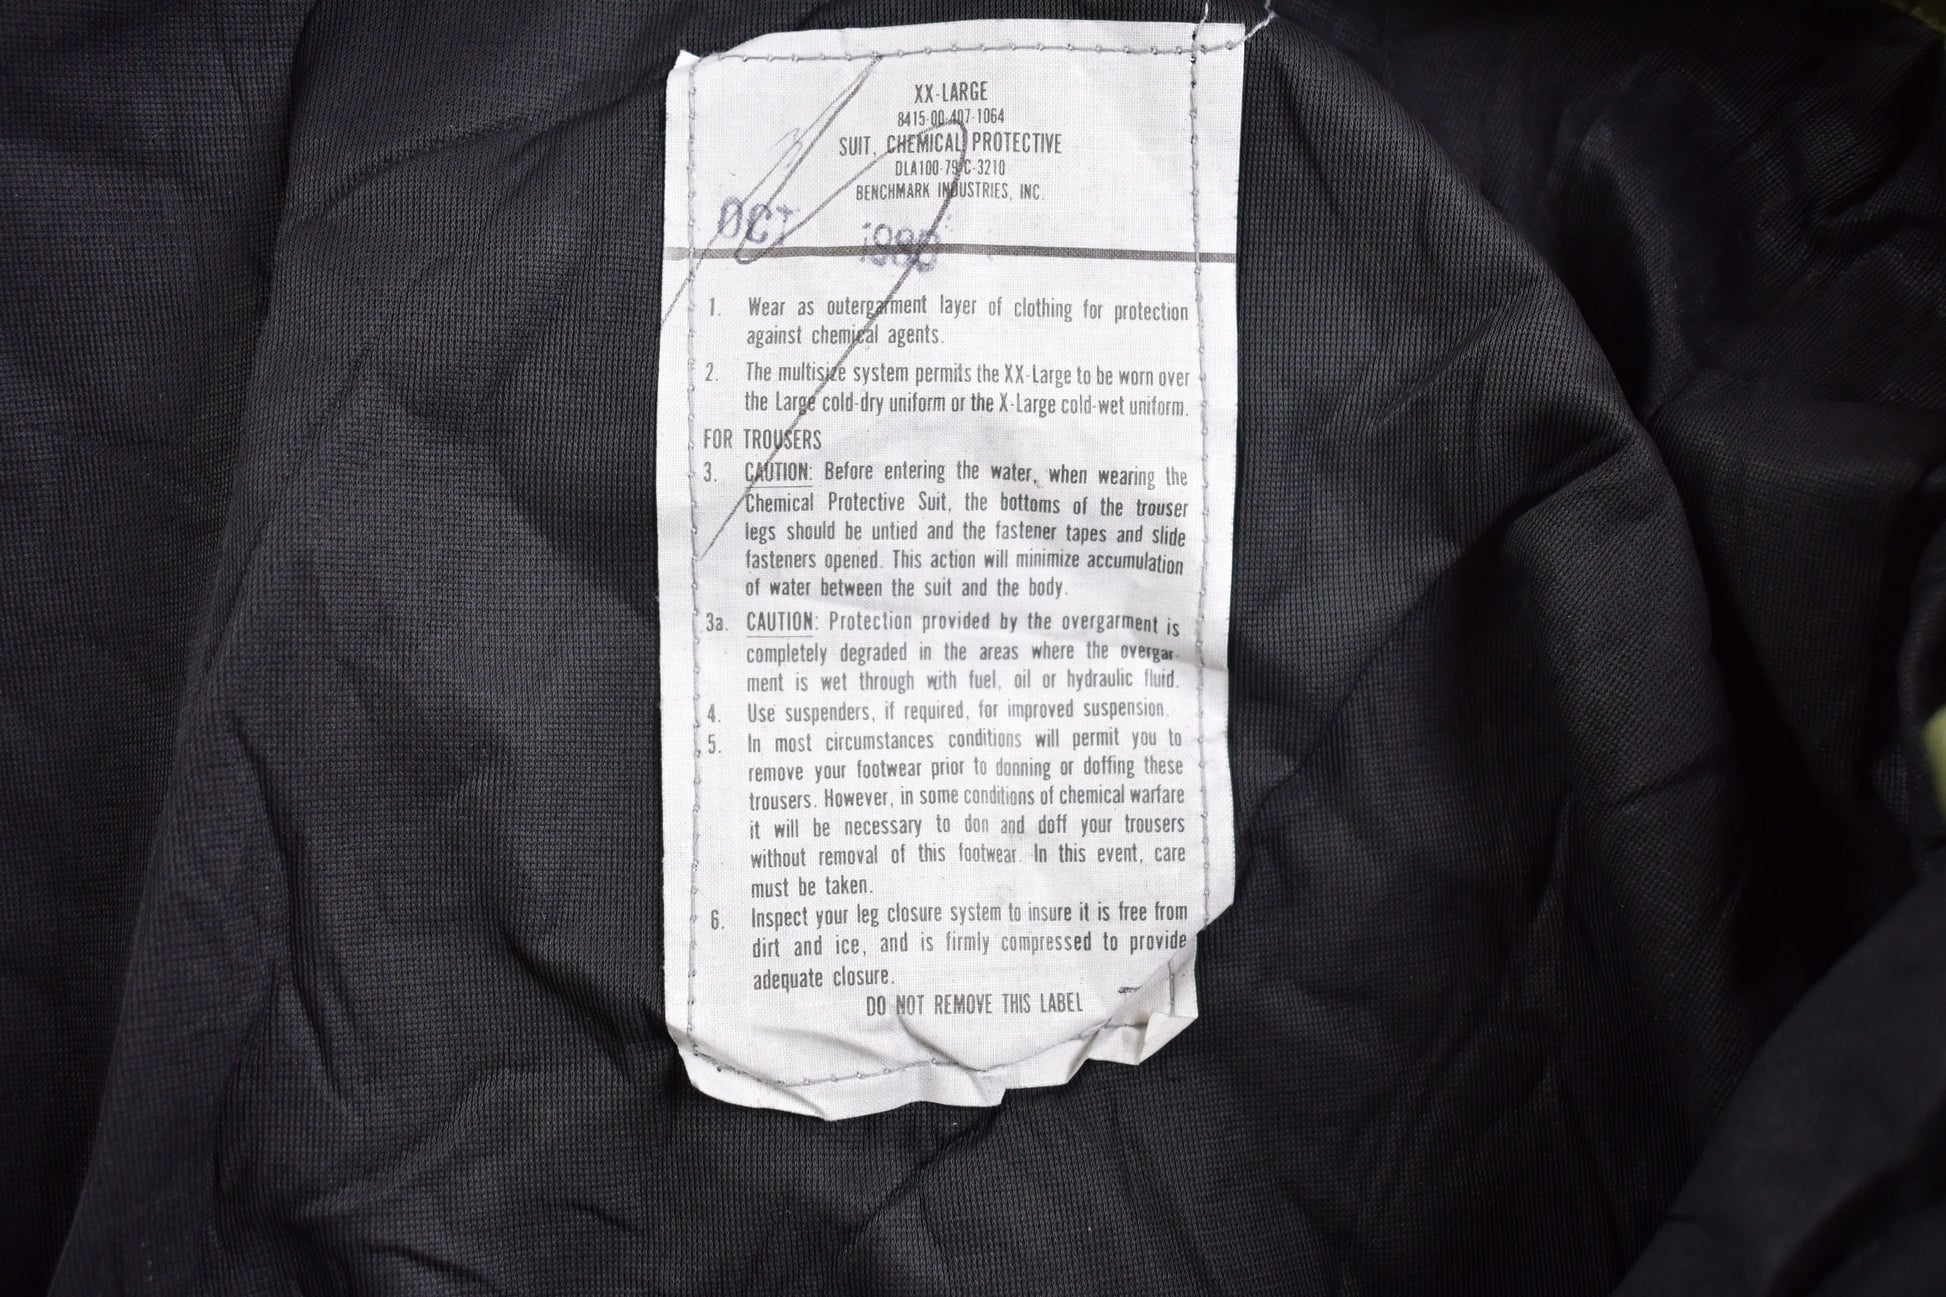 XX-LARGE
8415-00-407-1064
SUIT, CHEMICAL PROTECTIVE
DLA100-79-C-3210
BENCHMARK INDUSTRIES, INC.
OCT 1980
1. Wear as outergarment layer of clothing for protection
against chemical agents.
2. The multisize system permits the XX-Large to be worn over
the Large cold-dry uniform or the X-Large cold-wet uniform.
FOR TROUSERS
3. CAUTION: Before entering the water, when wearing the
Chemical Protective Suit, the bottoms of the trouser
legs should be untied and the fastener tapes and slide
fasteners opened. This action will minimize accumulation
of water between the suit and the body.
3a. CAUTION: Protection provided by the overgarment is
completely degraded in the areas where the overgar-
ment is wet through with fuel, oil or hydraulic fluid.
4. Use suspenders, if required, for improved suspension.
5. In most circumstances conditions will permit you to
remove your footwear prior to donning or doffing these
trousers. However, in some conditions of chemical warfare
it will be necessary to don and doff your trousers
without removal of this footwear. In this event, care
must be taken.
6. Inspect your leg closure system to insure it is free from
dirt and ice, and is firmly compressed to provide
adequate closure.
DO NOT REMOVE THIS LABEL